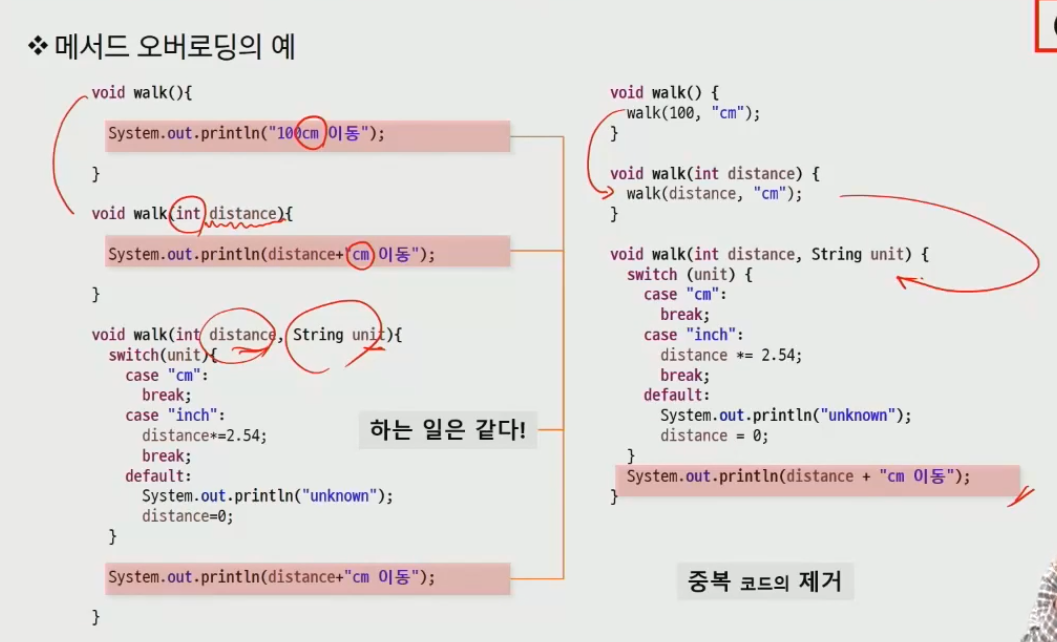 ❖ 메서드 오버로딩의 예
void walk(){
System.out.println("100cm 이동");
}
void walk(int distance){
System.out.println(distance+"cm 이동");
}
void walk(int distance, String unit){
switch(unit){
case "cm":
break;
case "inch":
distance*=2.54;
break;
default:
System.out.println("unknown");
distance=0;
}
System.out.println(distance+"cm 이동");
}
하는 일은 같다!
void walk() {
walk(100, "cm");
}
void walk(int distance) {
walk(distance, "cm");
}
void walk(int distance, String unit) {
switch (unit) {
case "cm":
break;
case "inch":
distance *= 2.54;
break;
default:
System.out.println("unknown");
distance = 0;
}
System.out.println(distance + "cm 이동");
}
중복 코드의 제거